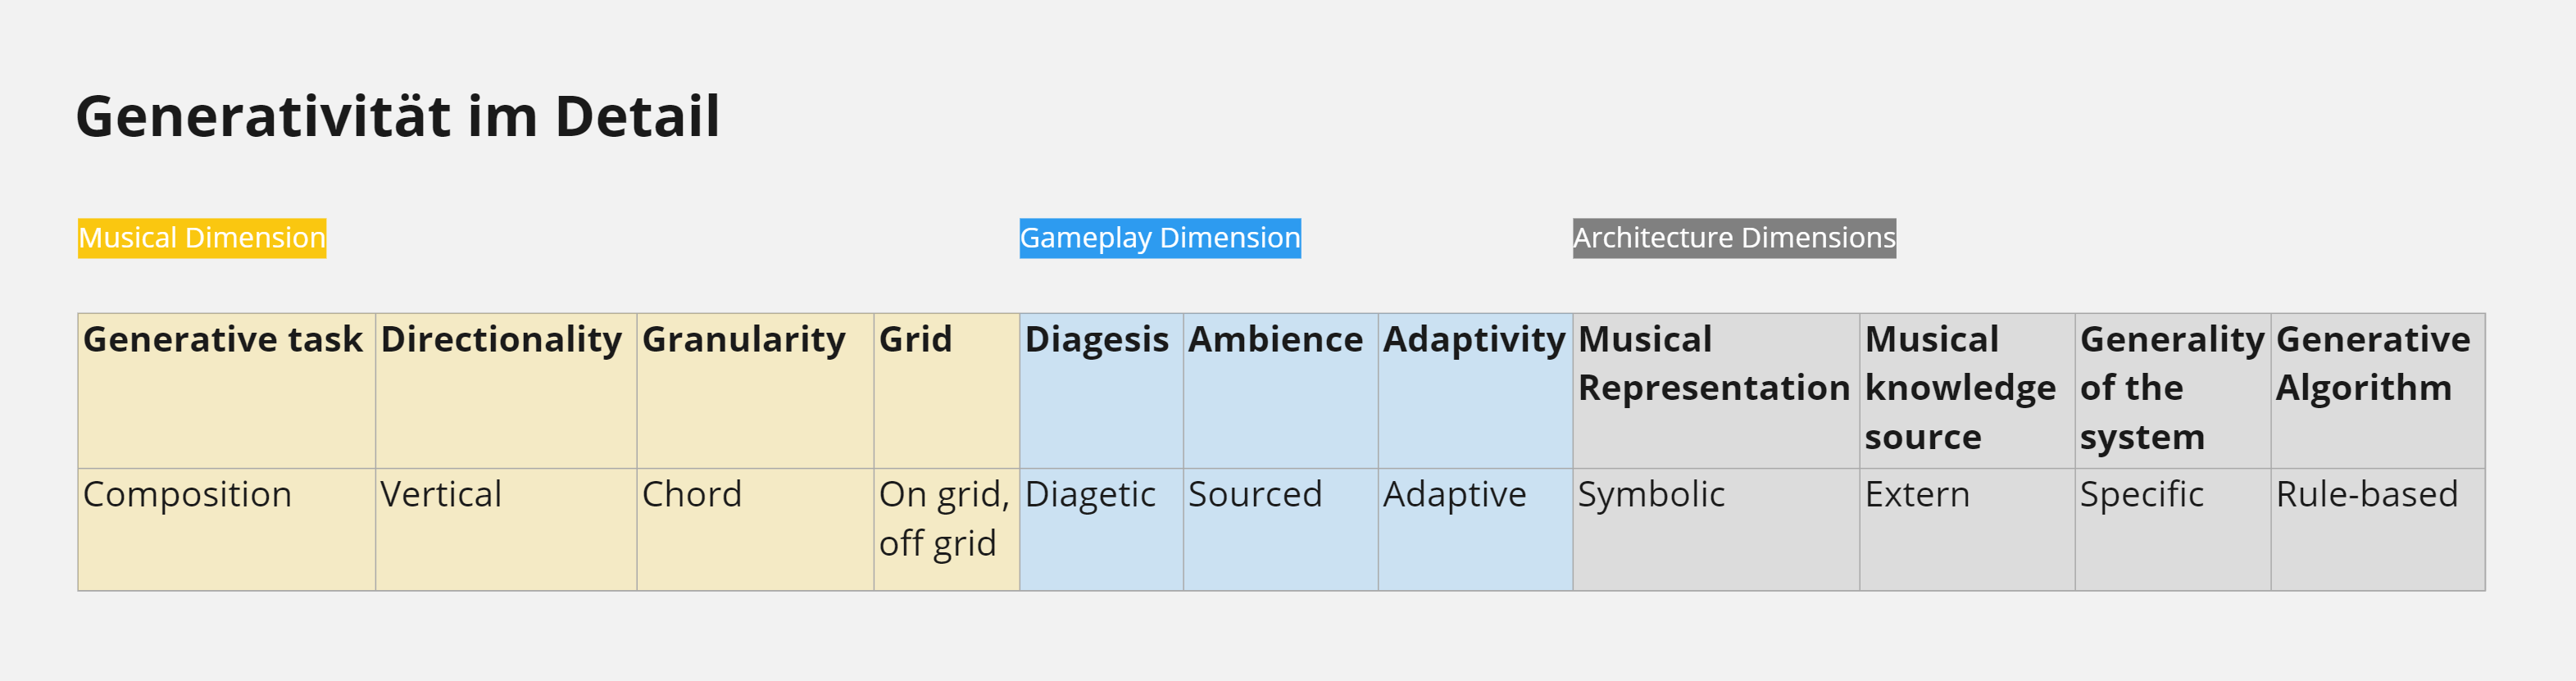 Generativität im Detail
Musical Dimension
Gameplay Dimension
Architecture Dimensions
Generative task
Directionality
Granularity
Grid
Diagesis
Ambience
Adaptivity
Musical
Representation
Musical
knowledge
source
Generality
of the
system
Generative
Algorithm
Composition
Vertical
Chord
On grid,
off grid
Diagetic
Sourced
Adaptive
Symbolic
Extern
Specific
Rule-based